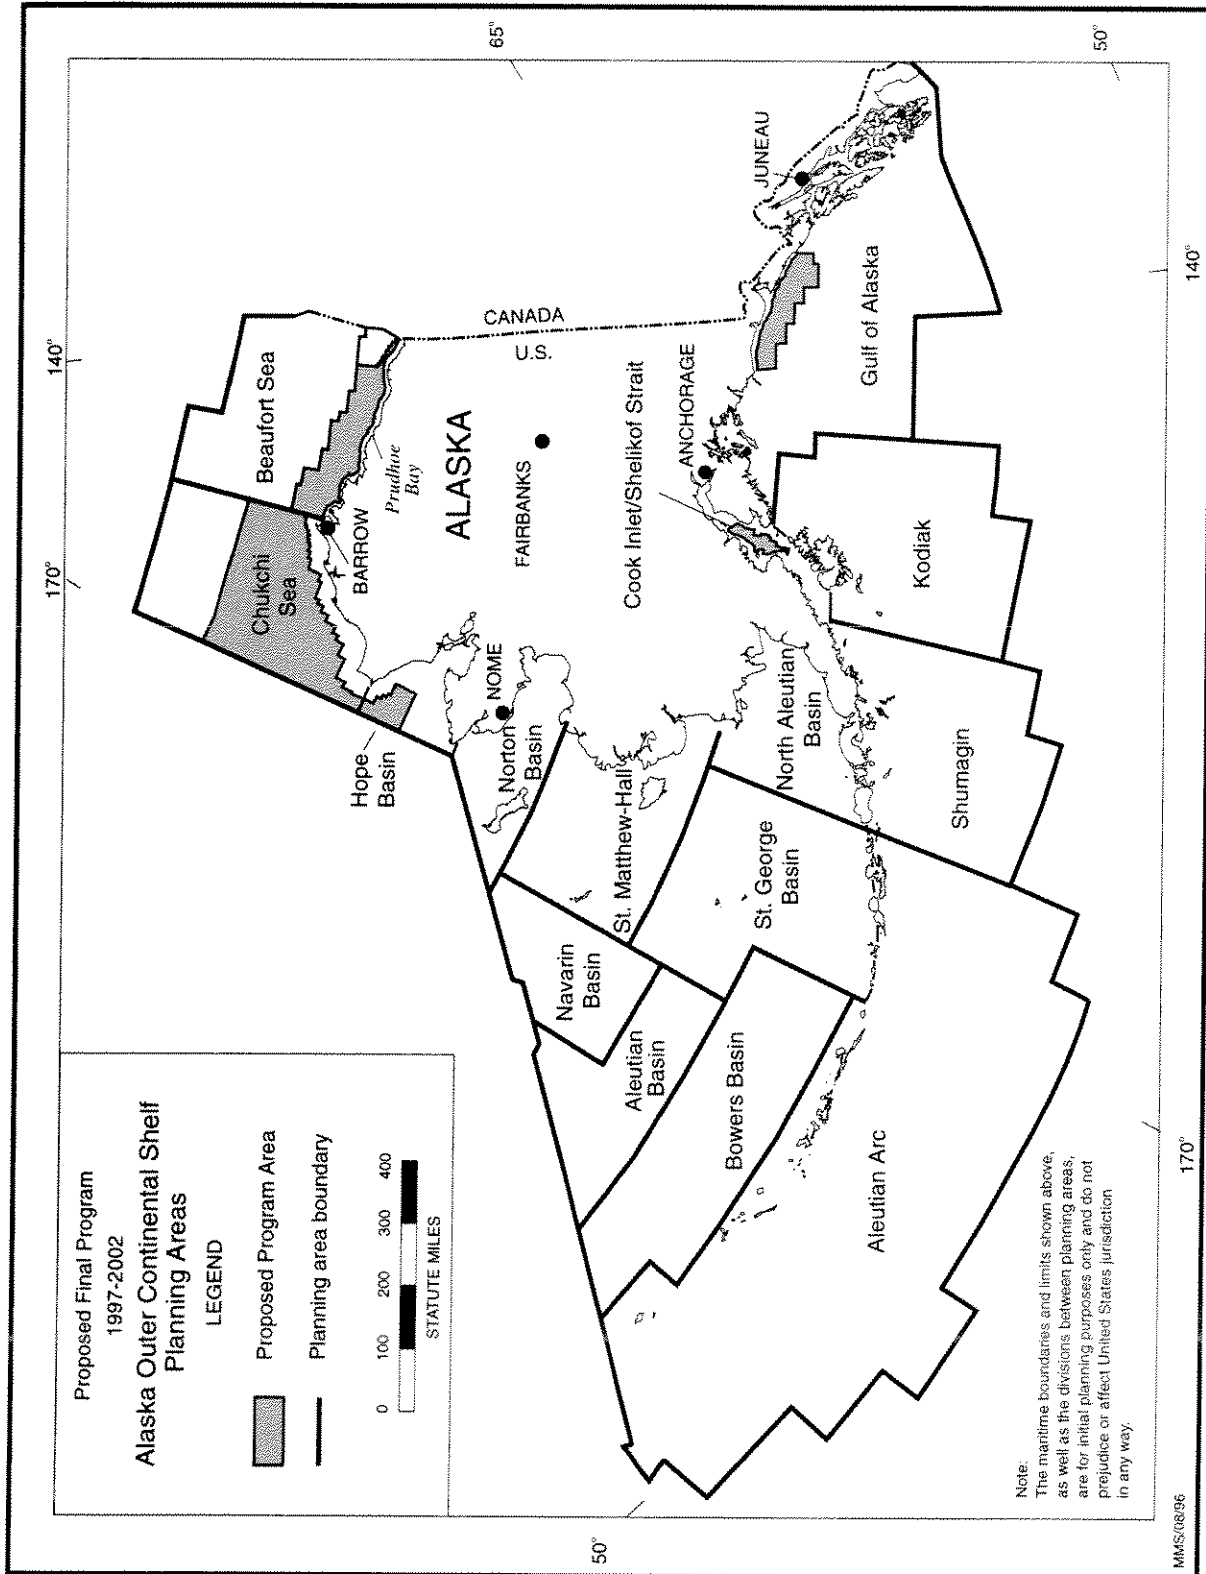 Proposed Final Program
1997-2002
Alaska Outer Continental Shelf
Planning Areas
LEGEND
Proposed Program Area
Planning area boundary
0 100 200 300 400
STATUTE MILES
170°
140°
65°
50°
50°
170°
140°
Chukchi
Sea
Beaufort Sea
BARROW
Prudhoe
Bay
Hope
Basin
ALASKA
CANADA
U.S.
NOME
FAIRBANKS
Norton
Basin
Navarin
Basin
St. Matthew-Hall
Cook Inlet/Shelikof Strait
ANCHORAGE
JUNEAU
Aleutian
Basin
Bowers Basin
St. George
Basin
North Aleutian
Basin
Aleutian Arc
Shumagin
Kodiak
Gulf of Alaska
Note:
The maritime boundaries and limits shown above,
as well as the divisions between planning areas,
are for initial planning purposes only and do not
prejudice or affect United States jurisdiction
in any way.
MMS/08/96